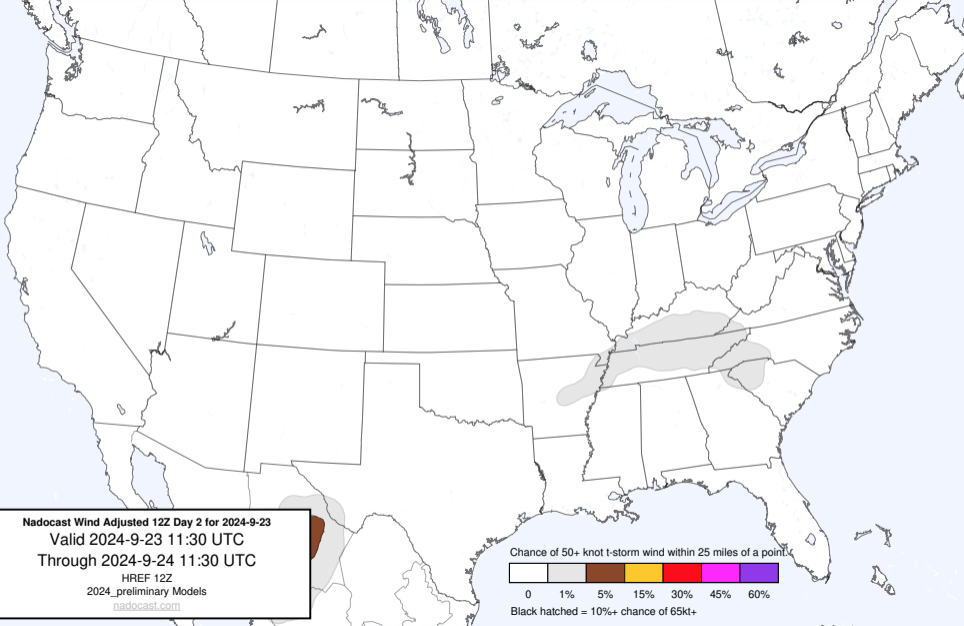 Nadocast Wind Adjusted 12Z Day 2 for 2024-9-23
Valid 2024-9-23 11:30 UTC
Through 2024-9-24 11:30 UTC
HREF 12Z
2024_preliminary Models
nadocast.com
Chance of 50+ knot t-storm wind within 25 miles of a point.
0 1% 5% 15% 30% 45% 60%
Black hatched = 10%+ chance of 65kt+